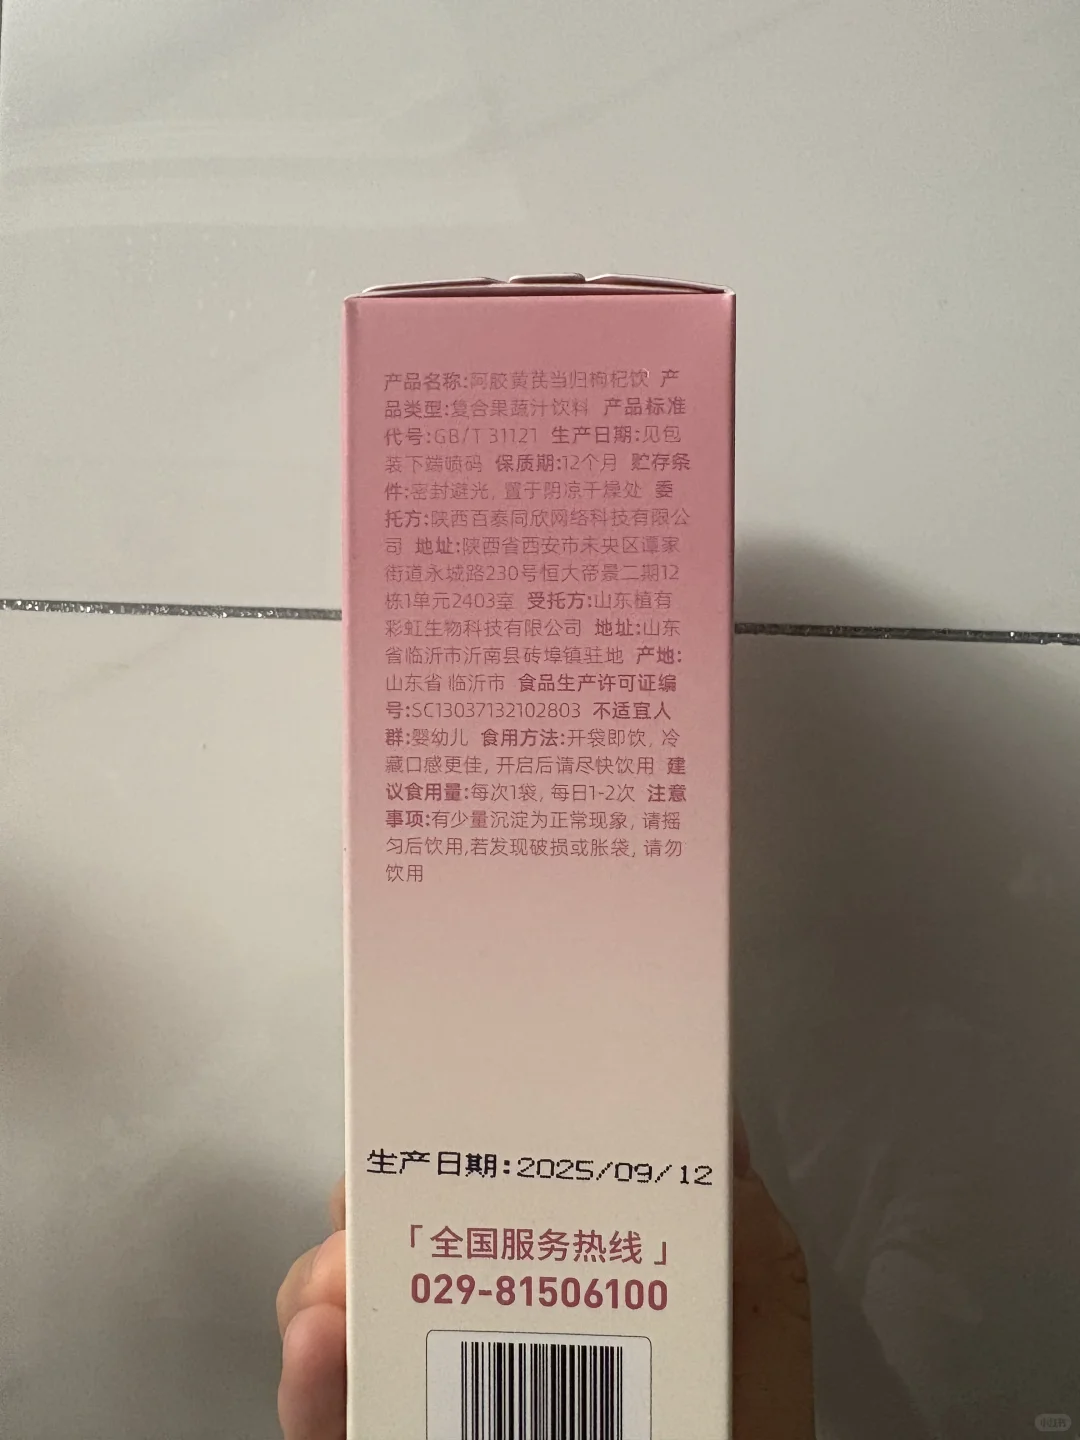 产品名称:阿胶黄芪当归枸杞饮 产
品类型:复合果蔬汁饮料 产品标准
代号:GB/T 31121 生产日期:见包
装下端喷码 保质期:12个月 贮存条
件:密封避光, 置于阴凉干燥处 委
托方:陕西百泰同欣网络科技有限公
司 地址:陕西省西安市未央区谭家
街道永城路230号恒大帝景二期12
栋1单元2403室 受托方:山东植有
彩虹生物科技有限公司 地址:山东
省临沂市沂南县砖埠镇驻地 产地:
山东省 临沂市 食品生产许可证编
号:SC13037132102803 不适宜人
群:婴幼儿 食用方法:开袋即饮, 冷
藏口感更佳, 开启后请尽快饮用 建
议食用量:每次1袋, 每日1-2次 注意
事项:有少量沉淀为正常现象, 请摇
匀后饮用,若发现破损或胀袋, 请勿
饮用
生产日期:2025/09/12
「全国服务热线」
029-81506100
小红书